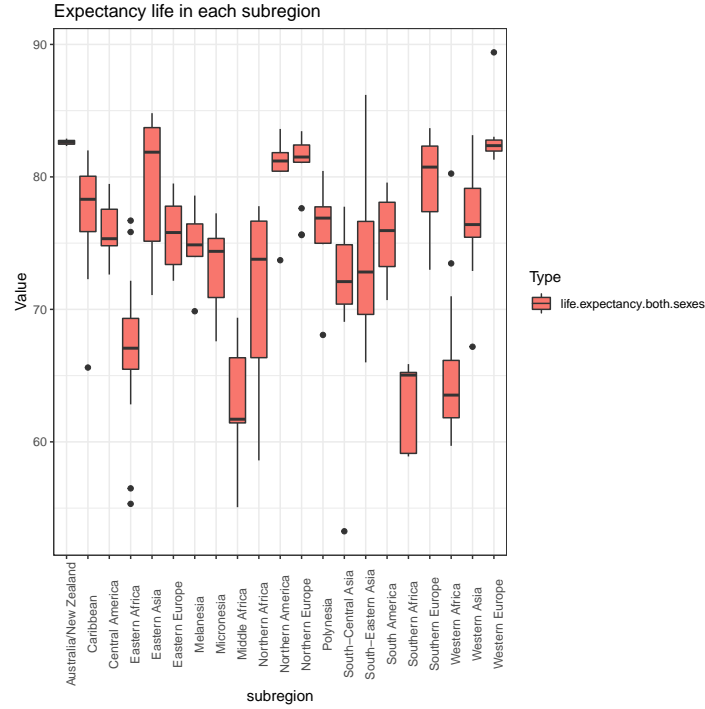 Expectancy life in each subregion
90
80
70
60
Value
Australia/New Zealand
Caribbean
Central America
Eastern Africa
Eastern Asia
Eastern Europe
Melanesia
Micronesia
Middle Africa
Northern Africa
Northern America
Northern Europe
Polynesia
South−Central Asia
South−Eastern Asia
South America
Southern Africa
Southern Europe
Western Africa
Western Asia
Western Europe
subregion
Type
life.expectancy.both.sexes